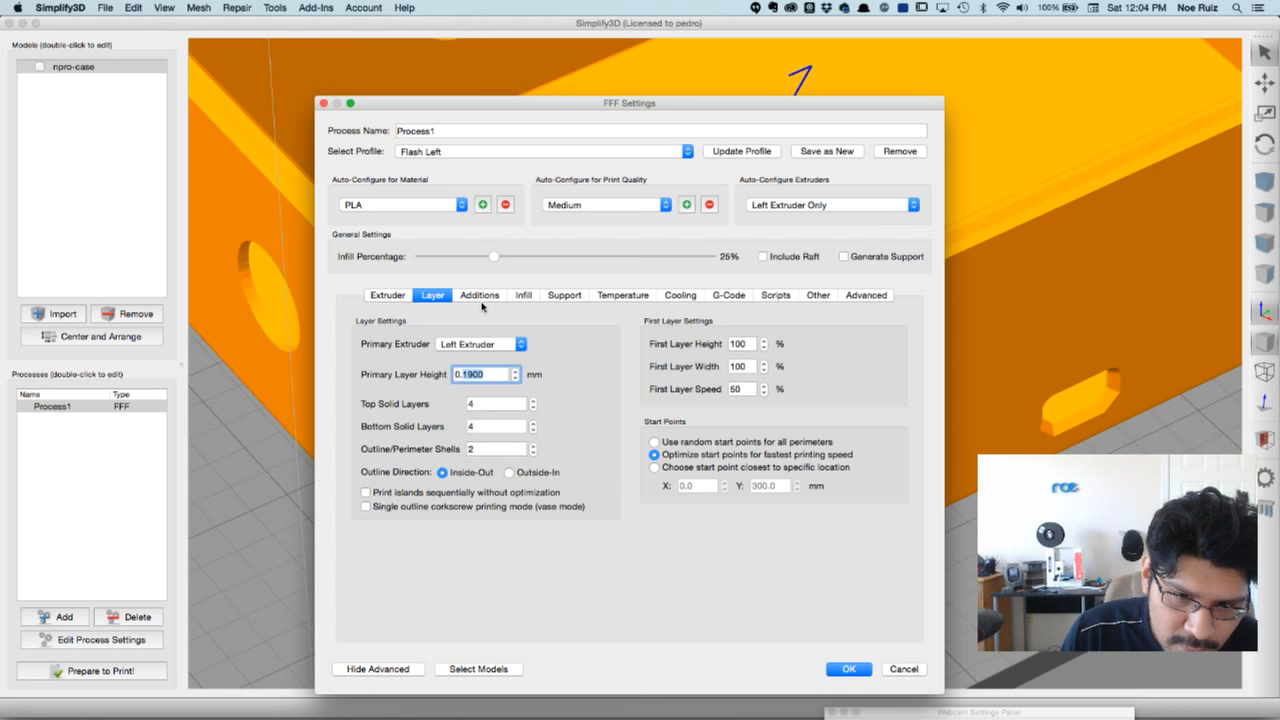 Simplify3D File Edit View Mesh Repair Tools Add-Ins Account Help 100% Sat 12:04 PM Noe Ruiz
Simplify3D (Licensed to pedro)
Models (double-click to edit)
npro-case
Import Remove
Center and Arrange
Processes (double-click to edit)
Name Type
Process1 FFF
Add Delete
Edit Process Settings
Prepare to Print!
FFF Settings
Process Name: Process1
Select Profile: Flash Left Update Profile Save as New Remove
Auto-Configure for Material Auto-Configure for Print Quality Auto-Configure Extruders
PLA Medium Left Extruder Only
General Settings
Infill Percentage: 25% Include Raft Generate Support
Extruder Layer Additions Infill Support Temperature Cooling G-Code Scripts Other Advanced
Layer Settings
Primary Extruder Left Extruder
Primary Layer Height 0.1900 mm
Top Solid Layers 4
Bottom Solid Layers 4
Outline/Perimeter Shells 2
Outline Direction: Inside-Out Outside-In
Print islands sequentially without optimization
Single outline corkscrew printing mode (vase mode)
First Layer Settings
First Layer Height 100 %
First Layer Width 100 %
First Layer Speed 50 %
Start Points
Use random start points for all perimeters
Optimize start points for fastest printing speed
Choose start point closest to specific location
X: 0.0 Y: 300.0 mm
Hide Advanced Select Models OK Cancel
noe
Webcam Settings Panel